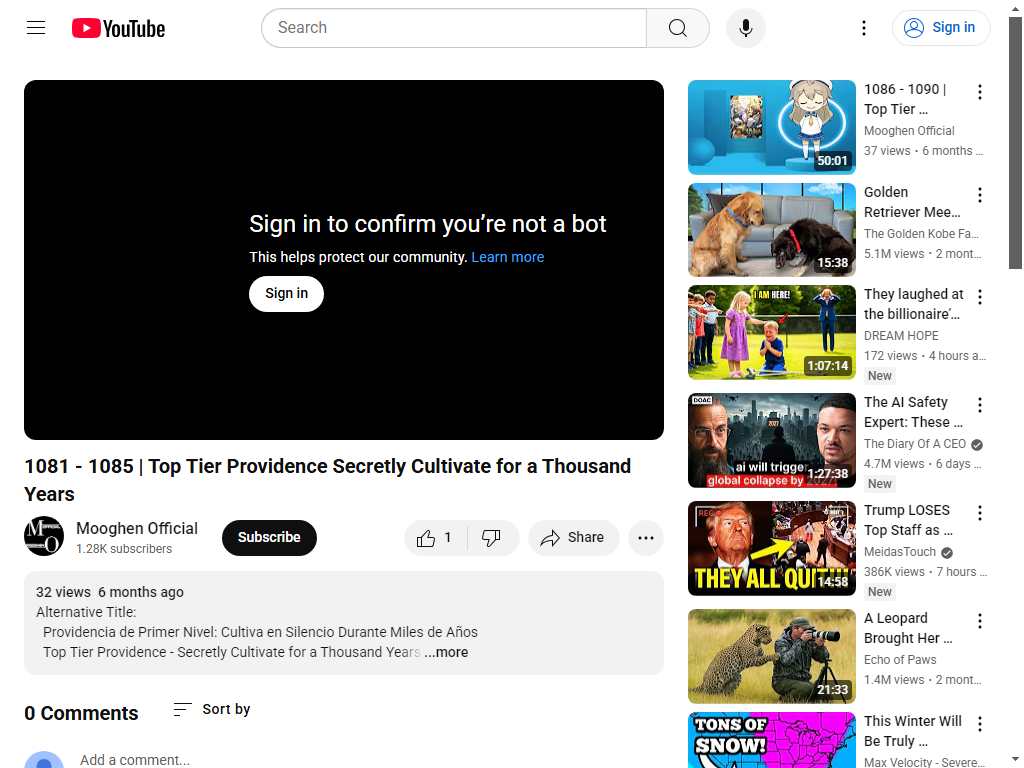 YouTube
Search
Sign in
Sign in to confirm you’re not a bot
This helps protect our community. Learn more
Sign in
1081 - 1085 | Top Tier Providence Secretly Cultivate for a Thousand
Years
Mooghen Official
1.28K subscribers
Subscribe
1
Share
32 views 6 months ago
Alternative Title:
Providencia de Primer Nivel: Cultiva en Silencio Durante Miles de Años
Top Tier Providence - Secretly Cultivate for a Thousand Years ...more
0 Comments
Sort by
Add a comment...
50:01
1086 - 1090 |
Top Tier ...
Mooghen Official
37 views • 6 months ...
15:38
Golden
Retriever Mee...
The Golden Kobe Fa...
5.1M views • 2 mont...
I AM HERE!
1:07:14
They laughed at
the billionaire'...
DREAM HOPE
172 views • 4 hours a...
New
DOAC
2027
ai will trigger
global collapse by 2027!
1:27:38
The AI Safety
Expert: These ...
The Diary Of A CEO
4.7M views • 6 days ...
New
REC
THEY ALL QUIT!!!
14:58
Trump LOSES
Top Staff as ...
MeidasTouch
386K views • 7 hours ...
New
21:33
A Leopard
Brought Her ...
Echo of Paws
1.4M views • 2 mont...
TONS OF
SNOW!
This Winter Will
Be Truly ...
Max Velocity - Severe...